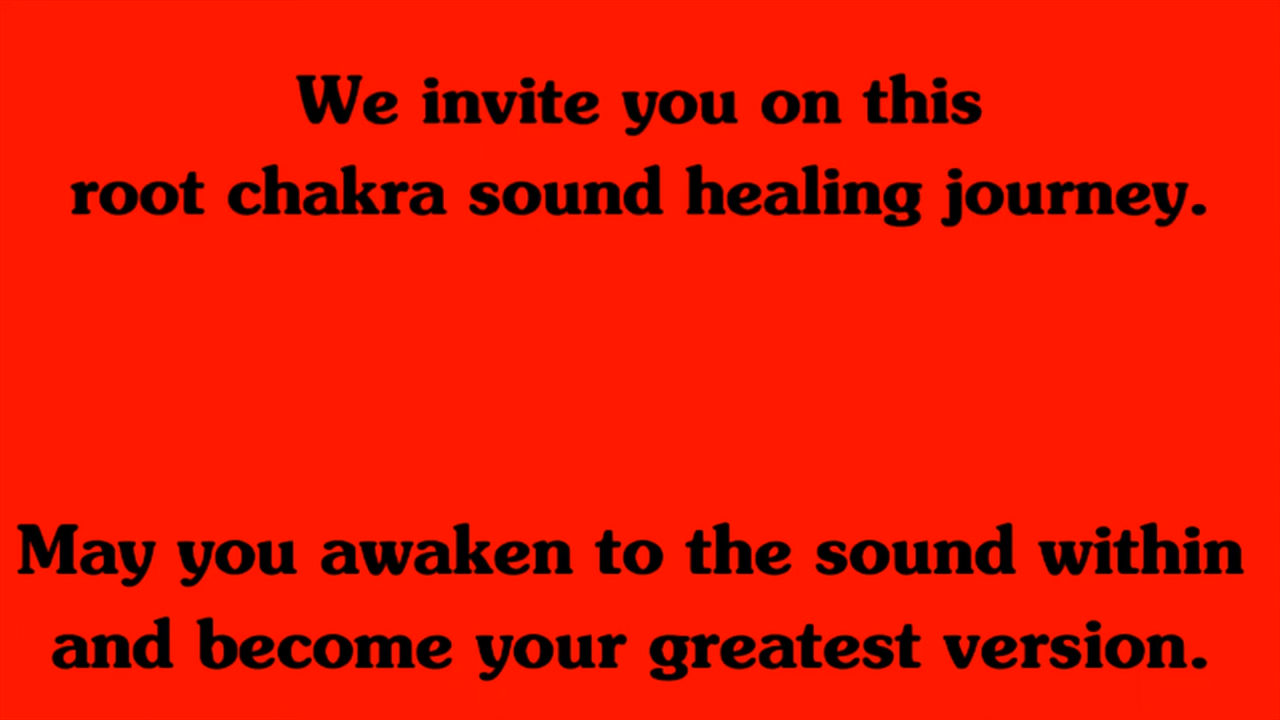 We invite you on this
root chakra sound healing journey.
May you awaken to the sound within
and become your greatest version.